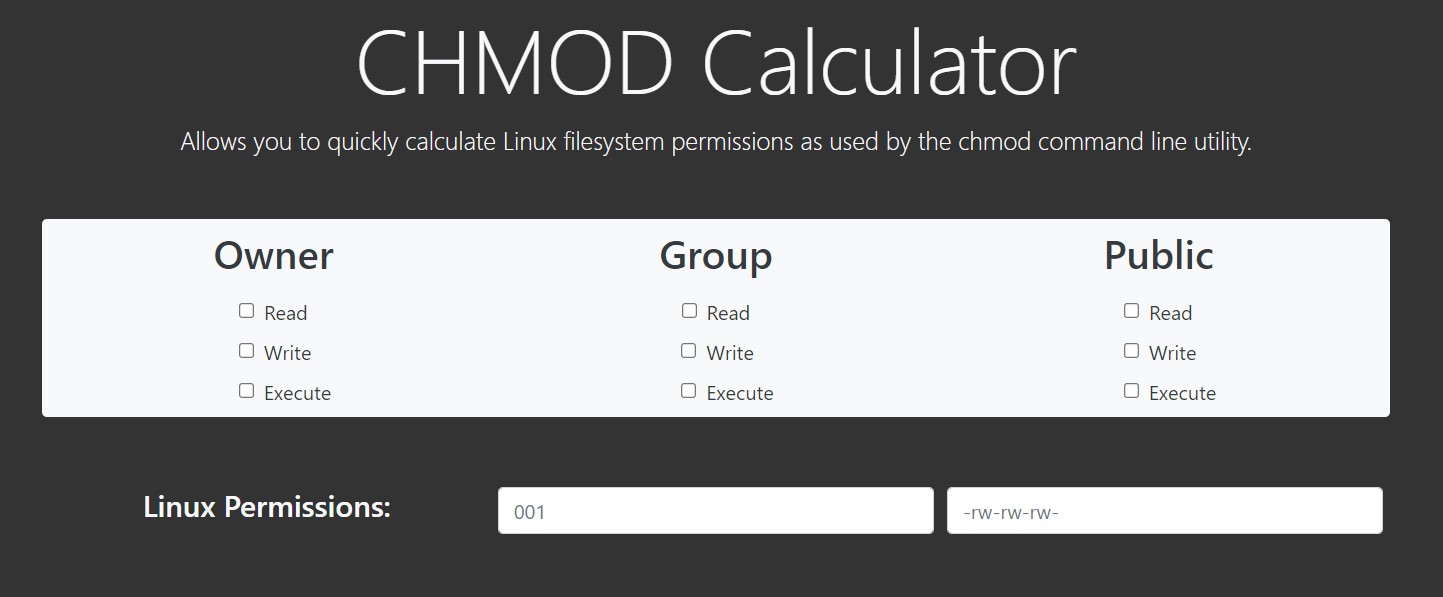 CHMOD Calculator
Allows you to quickly calculate Linux filesystem permissions as used by the chmod command line utility.
Owner Group Public
Read Read Read
Write Write Write
Execute Execute Execute
Linux Permissions: 001 -rw-rw-rw-